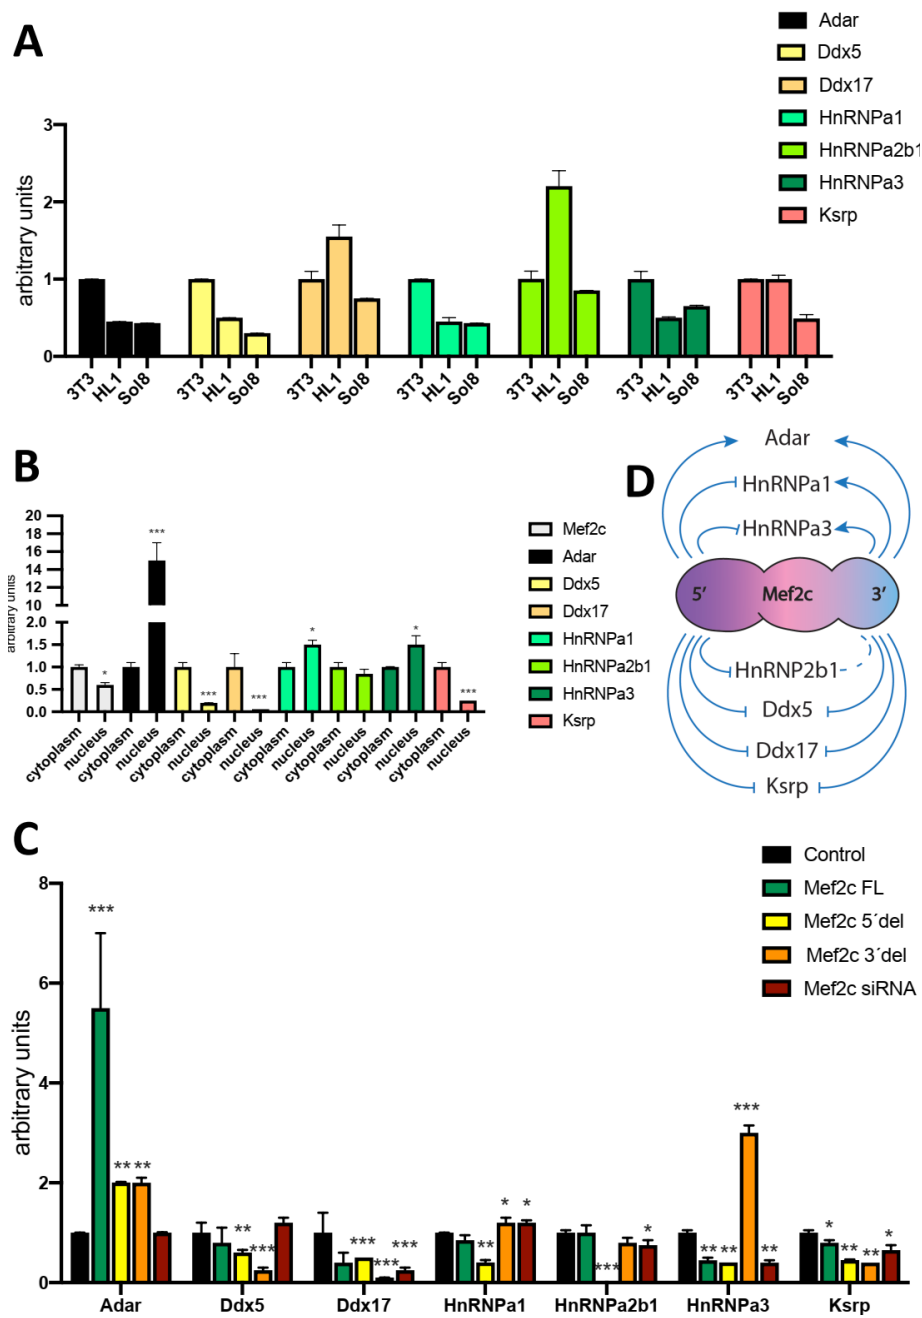 A
Adar
Ddx5
Ddx17
HnRNPa1
HnRNPa2b1
HnRNPa3
Ksrp
arbitrary units
3
2
1
0
3T3
HL1
Sol8
3T3
HL1
Sol8
3T3
HL1
Sol8
3T3
HL1
Sol8
3T3
HL1
Sol8
3T3
HL1
Sol8
3T3
HL1
Sol8
B
arbitrary units
20
18
16
14
12
10
2.0
1.5
1.0
0.5
0.0
*
***
***
***
*
*
***
cytoplasm
nucleus
cytoplasm
nucleus
cytoplasm
nucleus
cytoplasm
nucleus
cytoplasm
nucleus
cytoplasm
nucleus
cytoplasm
nucleus
cytoplasm
nucleus
Mef2c
Adar
Ddx5
Ddx17
HnRNPa1
HnRNPa2b1
HnRNPa3
Ksrp
D
Adar
HnRNPa1
HnRNPa3
5’ Mef2c 3’
HnRNP2b1
Ddx5
Ddx17
Ksrp
C
Control
Mef2c FL
Mef2c 5´del
Mef2c 3´del
Mef2c siRNA
arbitrary units
8
6
4
2
0
*** ** **
** ***
*** *** ***
** * *
*** *
** ** *** **
* ** ** *
Adar Ddx5 Ddx17 HnRNPa1 HnRNPa2b1 HnRNPa3 Ksrp